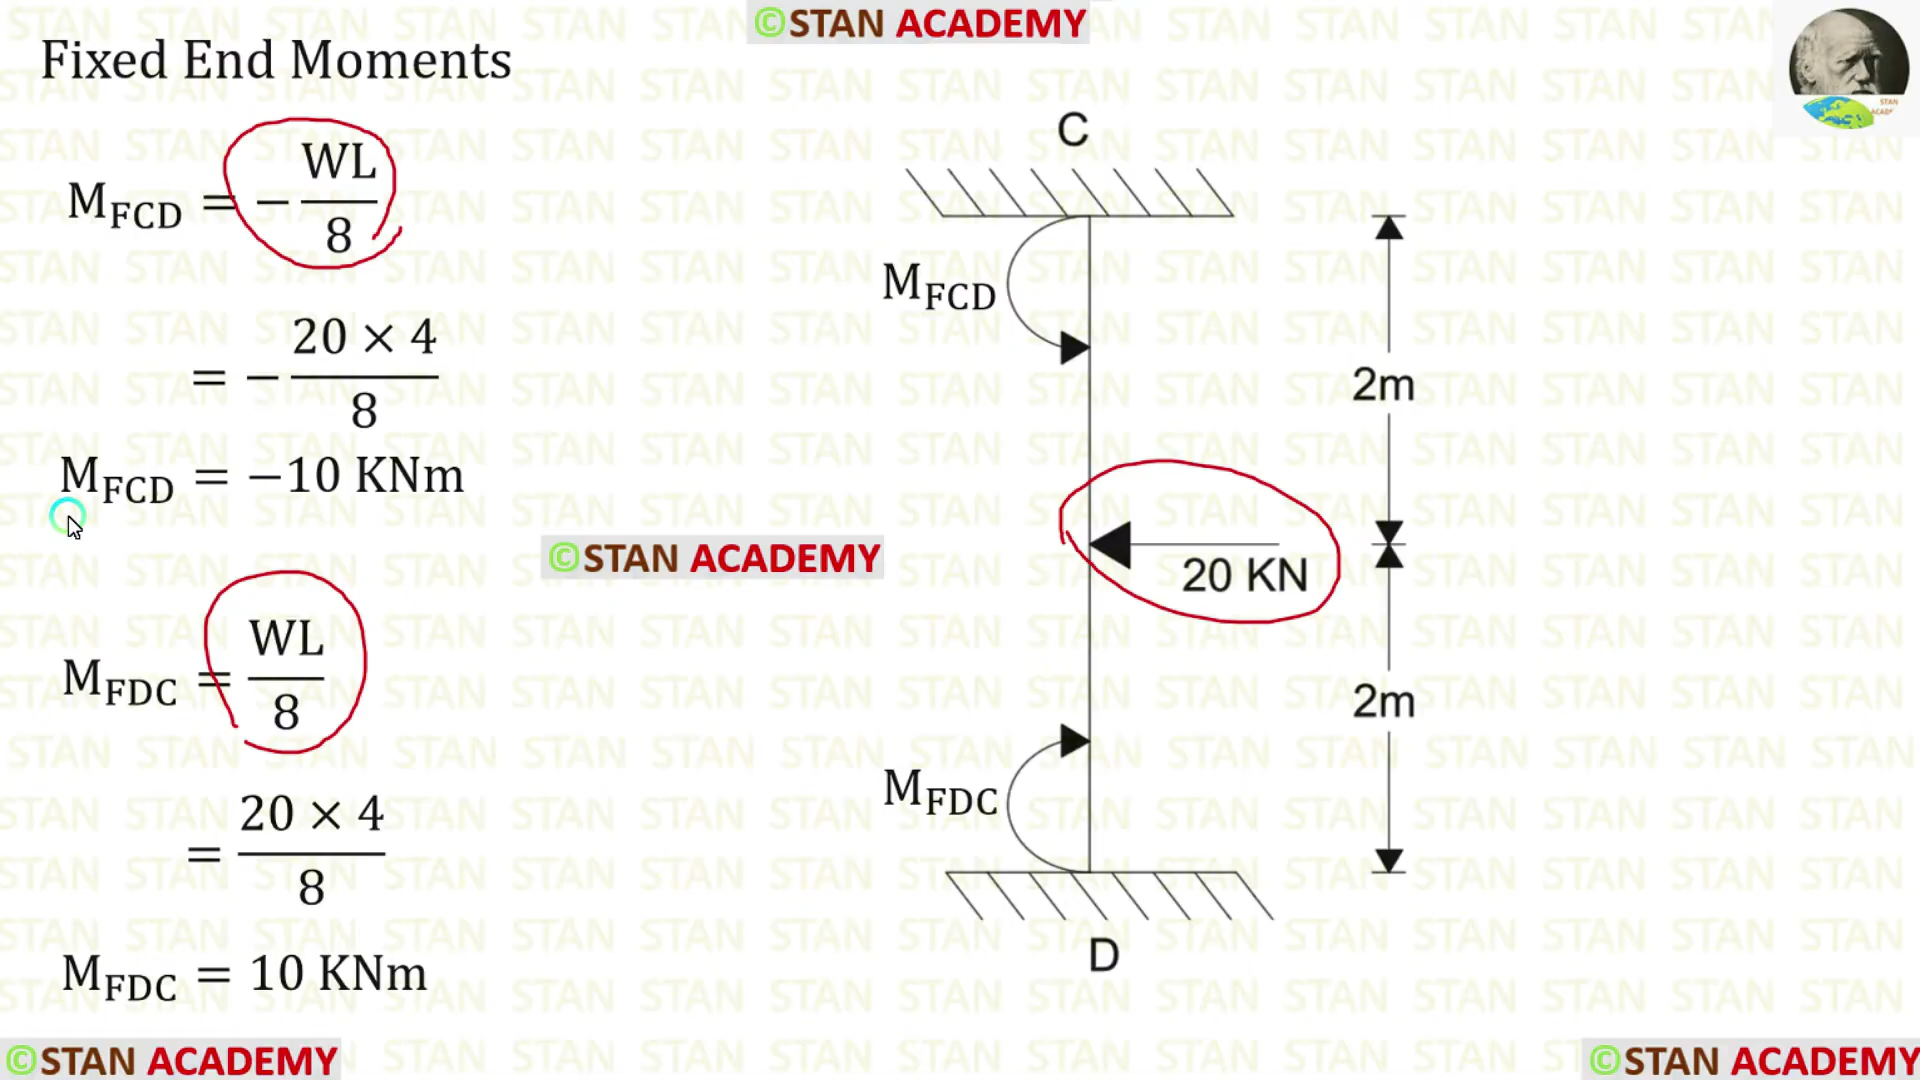 ©STAN ACADEMY
Fixed End Moments
M_FCD = − WL/8
= − 20 × 4/8
M_FCD = −10 KNm
M_FDC = WL/8
= 20 × 4/8
M_FDC = 10 KNm
C
M_FCD
2m
20 KN
©STAN ACADEMY
2m
M_FDC
D
STAN
©STAN ACADEMY
©STAN ACADEMY